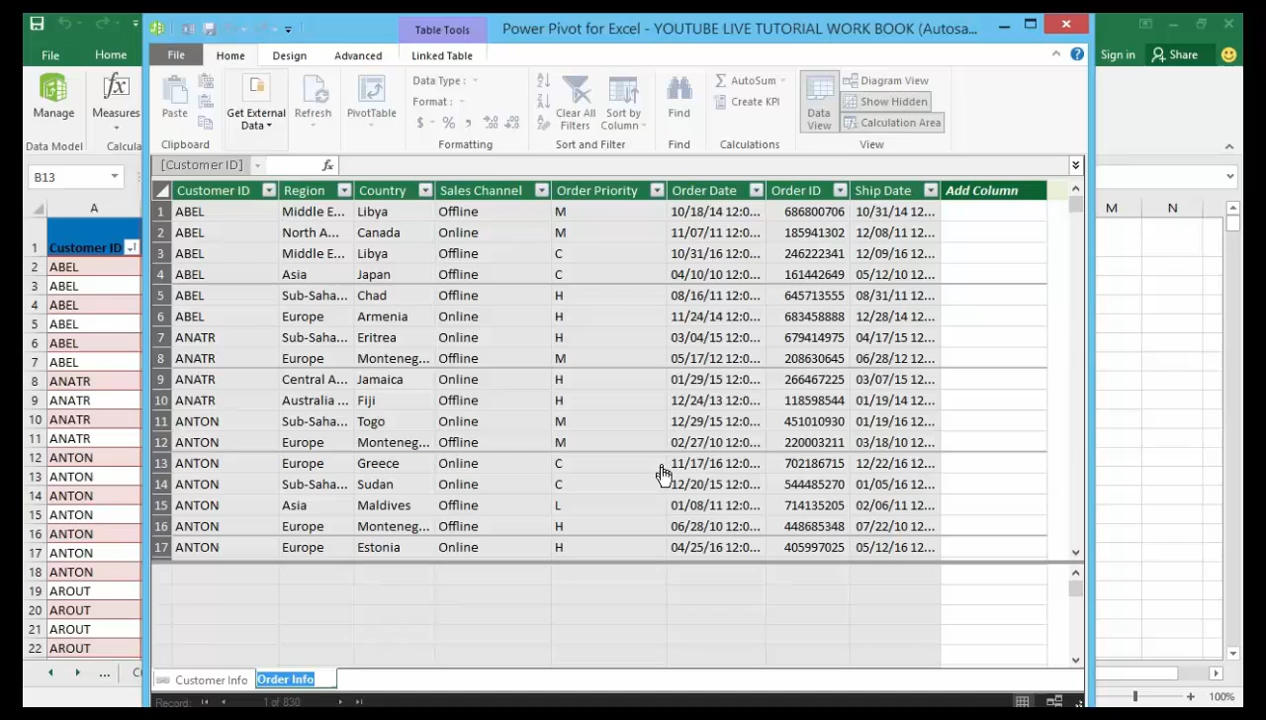 Table Tools
Power Pivot for Excel - YOUTUBE LIVE TUTORIAL WORK BOOK (Autosa...
File Home
File Home Design Advanced Linked Table
Sign in Share
Manage Measures
Data Model Calcula
Paste
Clipboard
Get External Data
Refresh
PivotTable
Data Type :
Format :
$ % ,
Formatting
Clear All Filters
Sort by Column
Sort and Filter
Find
Find
AutoSum
Create KPI
Calculations
Data View
Diagram View
Show Hidden
Calculation Area
View
B13
[Customer ID] fx
A
M N
1 Customer ID
2 ABEL
3 ABEL
4 ABEL
5 ABEL
6 ABEL
7 ABEL
8 ANATR
9 ANATR
10 ANATR
11 ANATR
12 ANTON
13 ANTON
14 ANTON
15 ANTON
16 ANTON
17 ANTON
18 ANTON
19 AROUT
20 AROUT
21 AROUT
22 AROUT
Customer ID Region Country Sales Channel Order Priority Order Date Order ID Ship Date Add Column
1 ABEL Middle E... Libya Offline M 10/18/14 12:0... 686800706 10/31/14 12...
2 ABEL North A... Canada Online M 11/07/11 12:0... 185941302 12/08/11 12...
3 ABEL Middle E... Libya Offline C 10/31/16 12:0... 246222341 12/09/16 12...
4 ABEL Asia Japan Offline C 04/10/10 12:0... 161442649 05/12/10 12...
5 ABEL Sub-Saha... Chad Offline H 08/16/11 12:0... 645713555 08/31/11 12...
6 ABEL Europe Armenia Online H 11/24/14 12:0... 683458888 12/28/14 12...
7 ANATR Sub-Saha... Eritrea Online H 03/04/15 12:0... 679414975 04/17/15 12...
8 ANATR Europe Monteneg... Offline M 05/17/12 12:0... 208630645 06/28/12 12...
9 ANATR Central A... Jamaica Online H 01/29/15 12:0... 266467225 03/07/15 12...
10 ANATR Australia ... Fiji Offline H 12/24/13 12:0... 118598544 01/19/14 12...
11 ANTON Sub-Saha... Togo Online M 12/29/15 12:0... 451010930 01/19/16 12...
12 ANTON Europe Monteneg... Offline M 02/27/10 12:0... 220003211 03/18/10 12...
13 ANTON Europe Greece Online C 11/17/16 12:0... 702186715 12/22/16 12...
14 ANTON Sub-Saha... Sudan Online C 12/20/15 12:0... 544485270 01/05/16 12...
15 ANTON Asia Maldives Offline L 01/08/11 12:0... 714135205 02/06/11 12...
16 ANTON Europe Monteneg... Offline H 06/28/10 12:0... 448685348 07/22/10 12...
17 ANTON Europe Estonia Online H 04/25/16 12:0... 405997025 05/12/16 12...
... Customer Info Order Info
Record: 1 of 830
100%